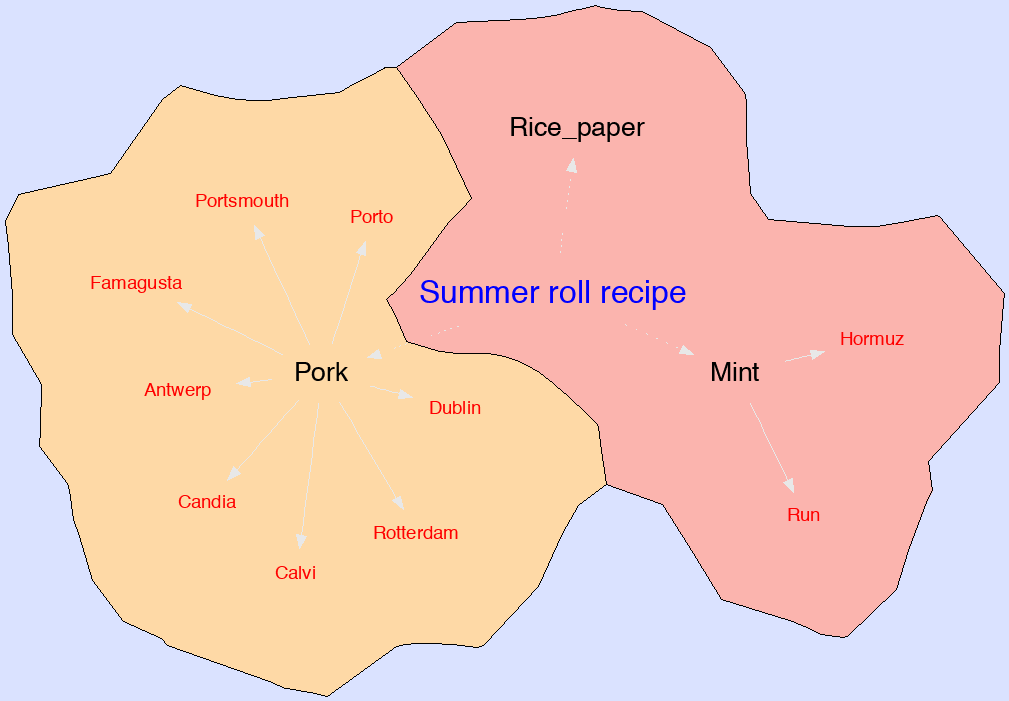 Rice_paper
Portsmouth
Porto
Famagusta
Summer roll recipe
Hormuz
Pork
Mint
Antwerp
Dublin
Candia
Run
Rotterdam
Calvi